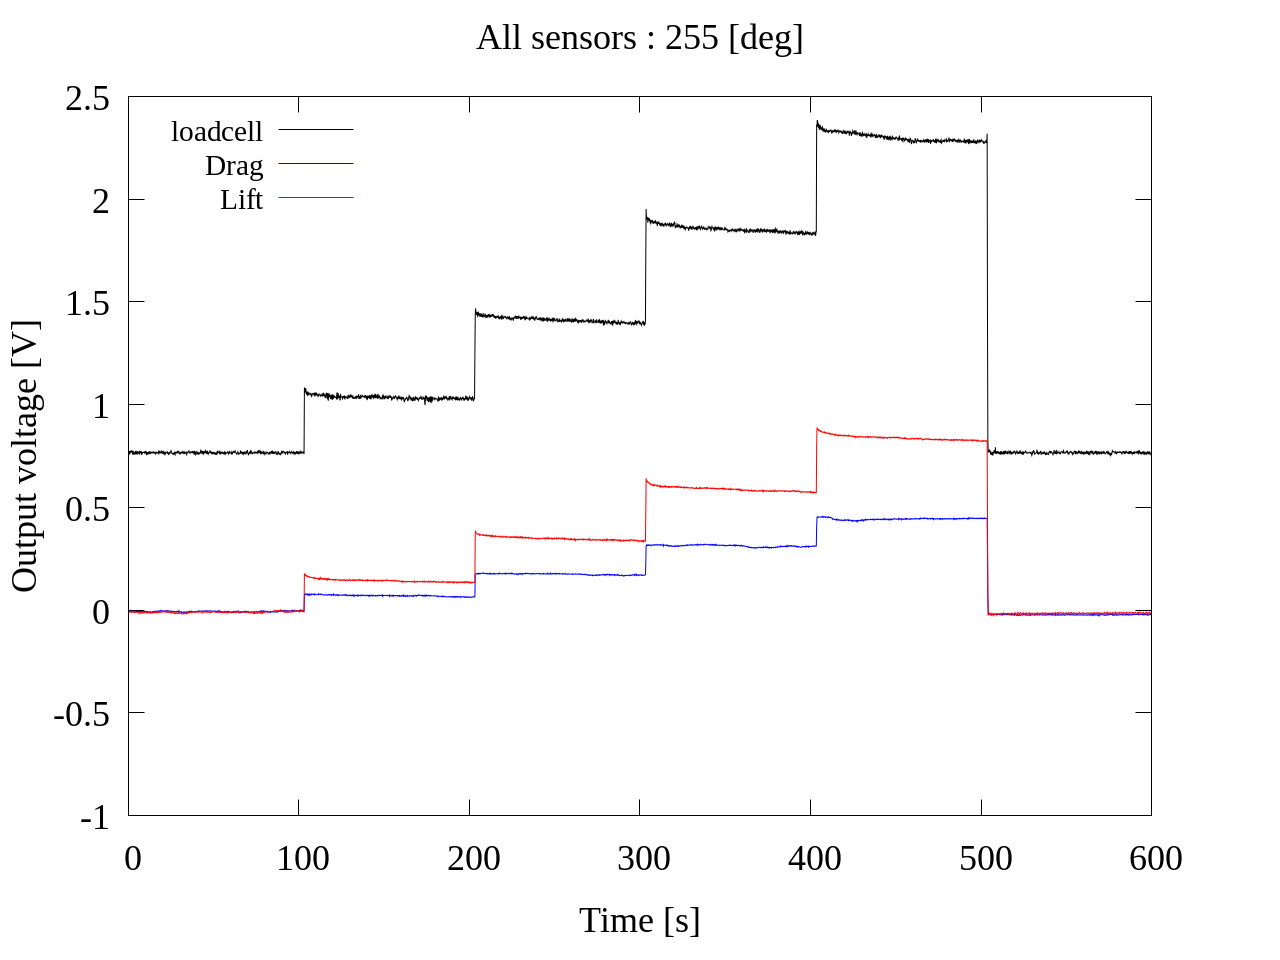 All sensors : 255 [deg]
loadcell
Drag
Lift
Output voltage [V]
2.5
2
1.5
1
0.5
0
-0.5
-1
0 100 200 300 400 500 600
Time [s]